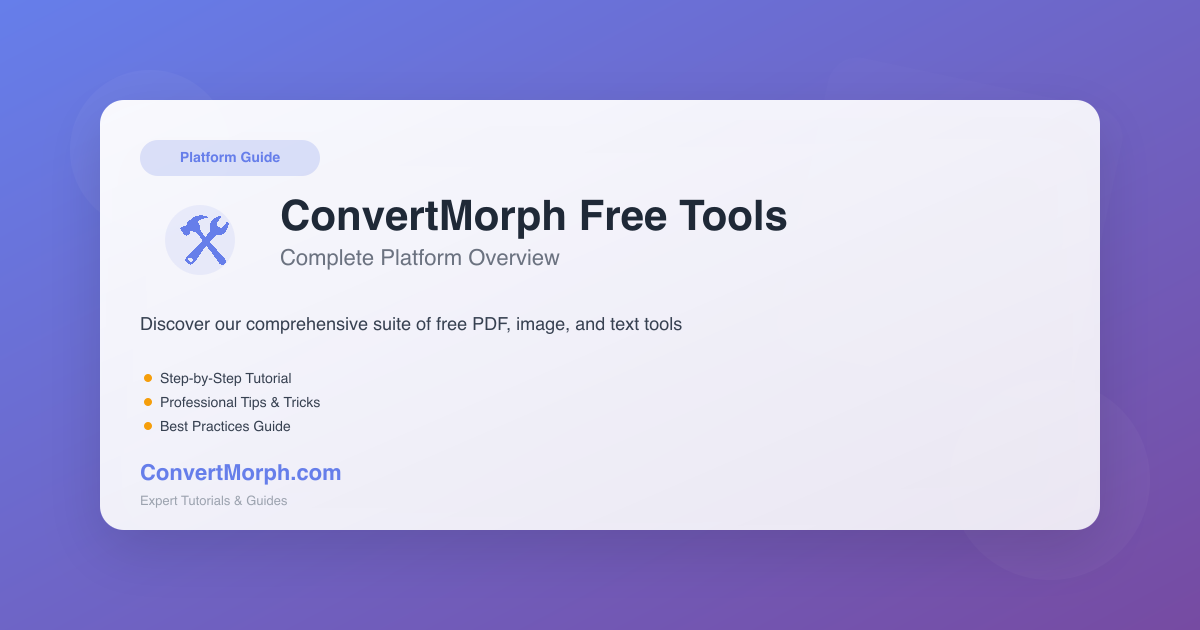 Platform Guide
ConvertMorph Free Tools
Complete Platform Overview
Discover our comprehensive suite of free PDF, image, and text tools
Step-by-Step Tutorial
Professional Tips & Tricks
Best Practices Guide
ConvertMorph.com
Expert Tutorials & Guides